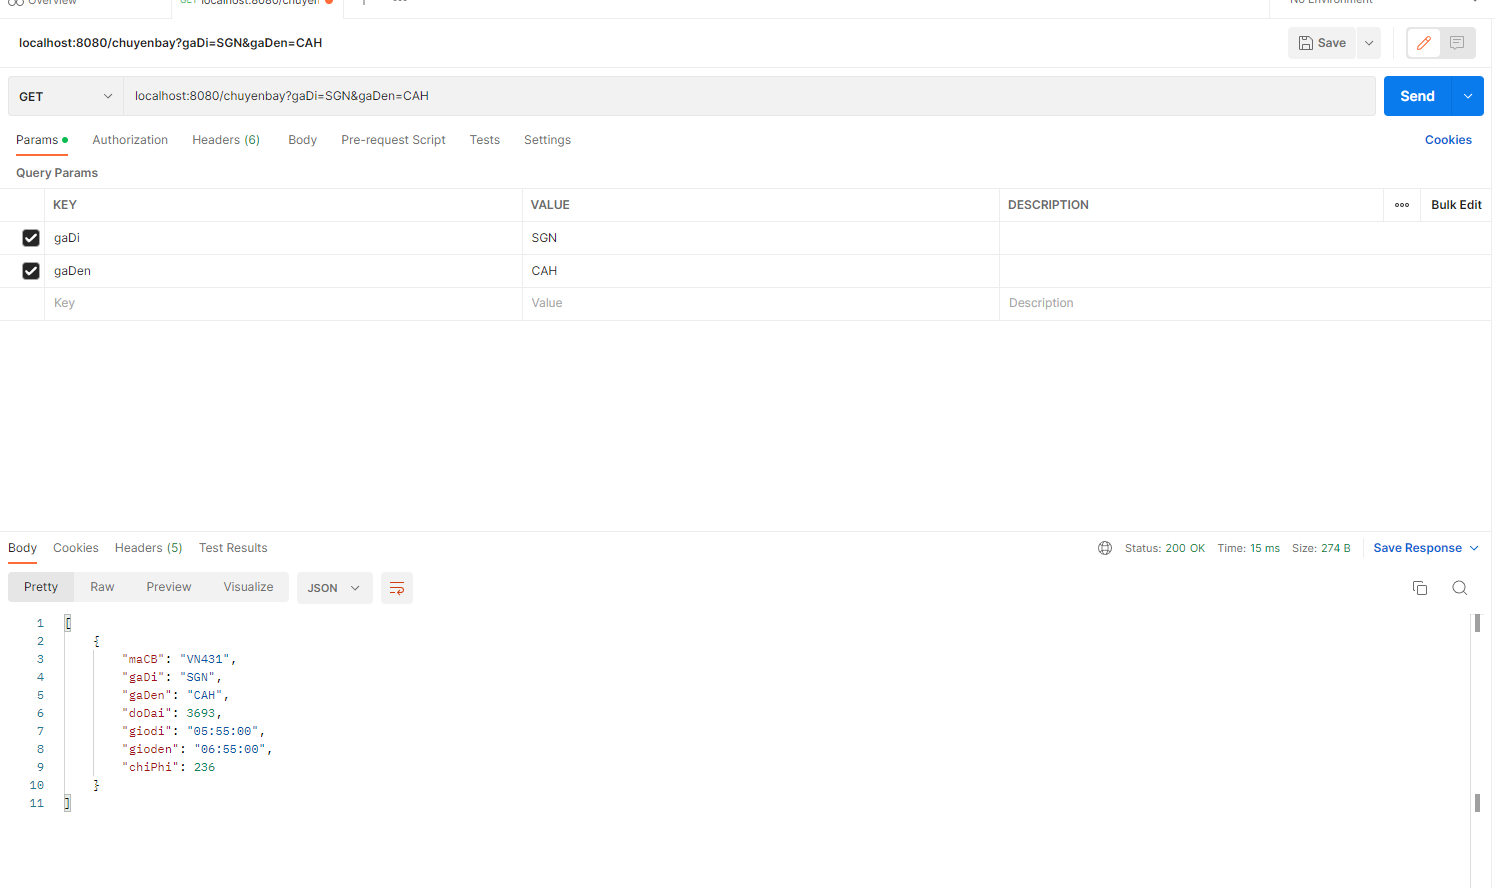 Overview
GET localhost:8080/chuyen
No Environment
localhost:8080/chuyenbay?gaDi=SGN&gaDen=CAH
Save
GET
localhost:8080/chuyenbay?gaDi=SGN&gaDen=CAH
Send
Params
Authorization
Headers (6)
Body
Pre-request Script
Tests
Settings
Cookies
Query Params
KEY
VALUE
DESCRIPTION
Bulk Edit
gaDi
SGN
gaDen
CAH
Key
Value
Description
Body
Cookies
Headers (5)
Test Results
Status: 200 OK
Time: 15 ms
Size: 274 B
Save Response
Pretty
Raw
Preview
Visualize
JSON
1 [
2 {
3 "maCB": "VN431",
4 "gaDi": "SGN",
5 "gaDen": "CAH",
6 "doDai": 3693,
7 "giodi": "05:55:00",
8 "gioden": "06:55:00",
9 "chiPhi": 236
10 }
11 ]